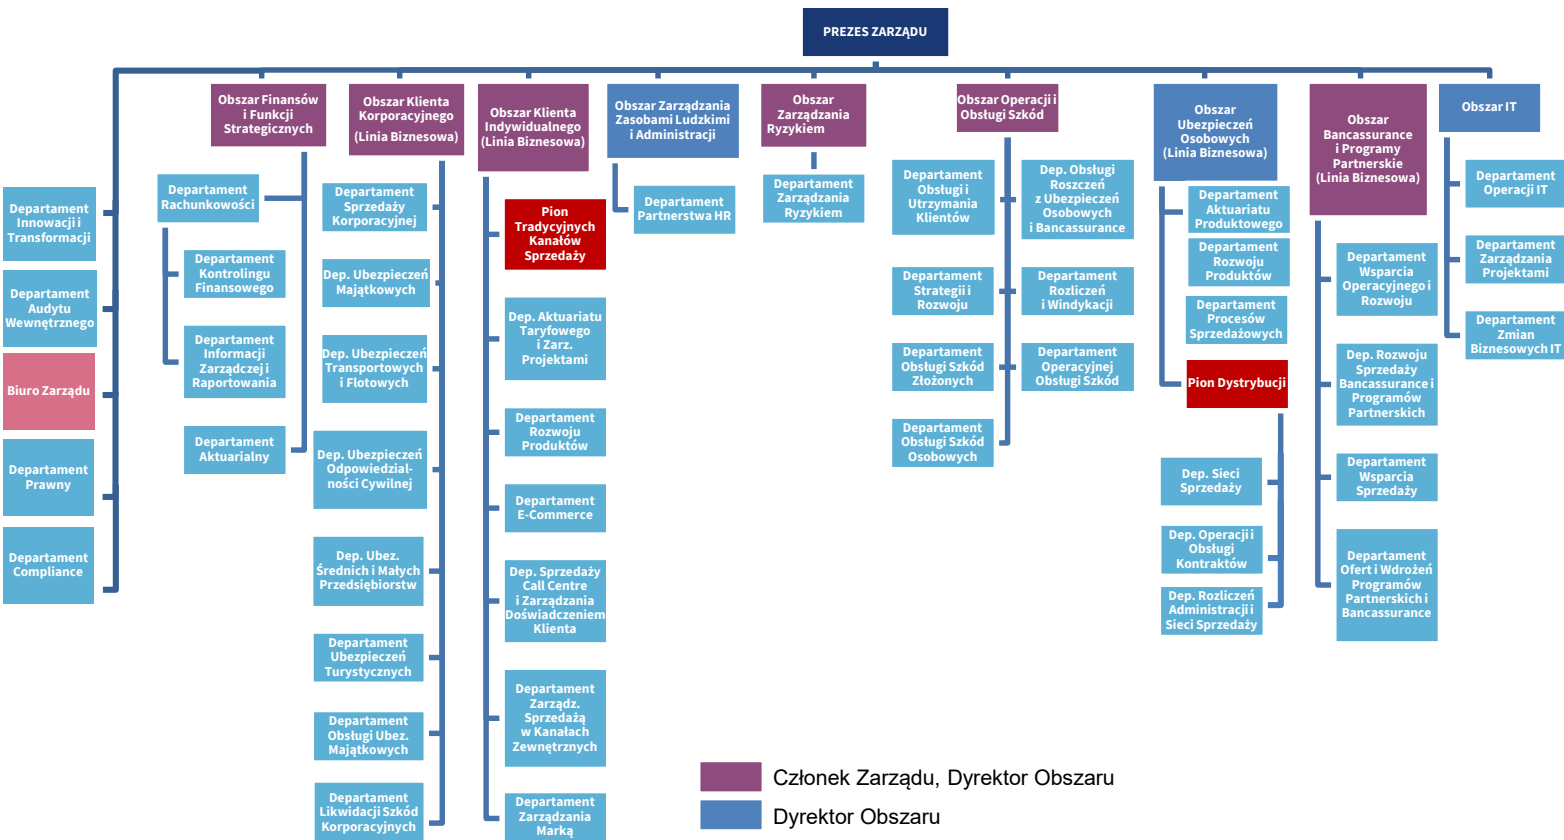 PREZES ZARZĄDU
Departament
Innowacji i
Transformacji
Departament
Audytu
Wewnętrznego
Biuro Zarządu
Departament
Prawny
Departament
Compliance
Obszar Finansów
i Funkcji
Strategicznych
Departament
Rachunkowości
Departament
Kontrolingu
Finansowego
Departament
Informacji
Zarządczej i
Raportowania
Departament
Aktuarialny
Obszar Klienta
Korporacyjnego
(Linia Biznesowa)
Departament
Sprzedaży
Korporacyjnej
Dep. Ubezpieczeń
Majątkowych
Dep. Ubezpieczeń
Transportowych
i Flotowych
Dep. Ubezpieczeń
Odpowiedzial-
ności Cywilnej
Dep. Ubez.
Średnich i Małych
Przedsiębiorstw
Departament
Ubezpieczeń
Turystycznych
Departament
Obsługi Ubez.
Majątkowych
Departament
Likwidacji Szkód
Korporacyjnych
Obszar Klienta
Indywidualnego
(Linia Biznesowa)
Pion
Tradycyjnych
Kanałów
Sprzedaży
Dep. Aktuariatu
Taryfowego
i Zarz.
Projektami
Departament
Rozwoju
Produktów
Departament
E-Commerce
Dep. Sprzedaży
Call Centre
i Zarządzania
Doświadczeniem
Klienta
Departament
Zarządz.
Sprzedażą
w Kanałach
Zewnętrznych
Departament
Zarządzania
Marką
Obszar Zarządzania
Zasobami Ludzkimi
i Administracji
Departament
Partnerstwa HR
Obszar
Zarządzania
Ryzykiem
Departament
Zarządzania
Ryzykiem
Obszar Operacji i
Obsługi Szkód
Departament
Obsługi i
Utrzymania
Klientów
Dep. Obsługi
Roszczeń
z Ubezpieczeń
Osobowych
i Bancassurance
Departament
Strategii i
Rozwoju
Departament
Rozliczeń
i Windykacji
Departament
Obsługi Szkód
Złożonych
Departament
Operacyjnej
Obsługi Szkód
Departament
Obsługi Szkód
Osobowych
Obszar
Ubezpieczeń
Osobowych
(Linia Biznesowa)
Departament
Aktuariatu
Produktowego
Departament
Rozwoju
Produktów
Departament
Procesów
Sprzedażowych
Pion Dystrybucji
Dep. Sieci
Sprzedaży
Dep. Operacji i
Obsługi
Kontraktów
Dep. Rozliczeń
Administracji i
Sieci Sprzedaży
Obszar
Bancassurance
i Programy
Partnerskie
(Linia Biznesowa)
Departament
Wsparcia
Operacyjnego i
Rozwoju
Dep. Rozwoju
Sprzedaży
Bancassurance i
Programów
Partnerskich
Departament
Wsparcia
Sprzedaży
Departament
Ofert i Wdrożeń
Programów
Partnerskich i
Bancassurance
Obszar IT
Departament
Operacji IT
Departament
Zarządzania
Projektami
Departament
Zmian
Biznesowych IT
Członek Zarządu, Dyrektor Obszaru
Dyrektor Obszaru